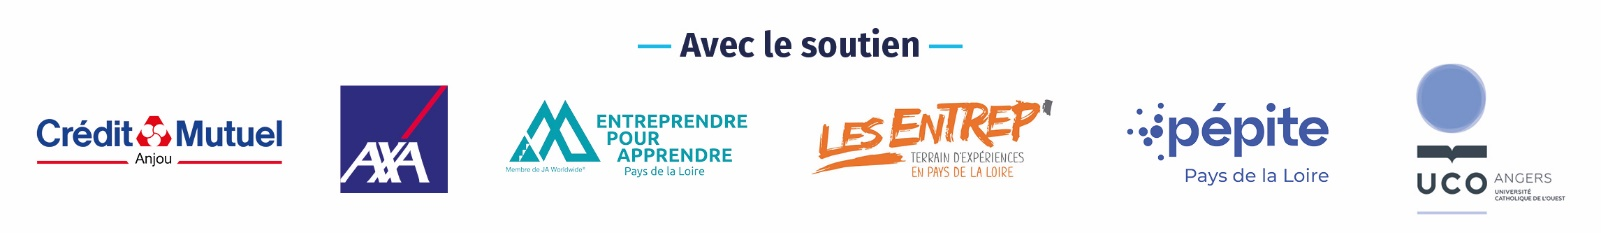 Avec le soutien
Crédit Mutuel
Anjou
AXA
ENTREPRENDRE
POUR
APPRENDRE
Membre de JA Worldwide®
Pays de la Loire
LES ENTREP'
TERRAIN D'EXPÉRIENCES
EN PAYS DE LA LOIRE
pépite
Pays de la Loire
UCO ANGERS
UNIVERSITÉ
CATHOLIQUE DE L'OUEST